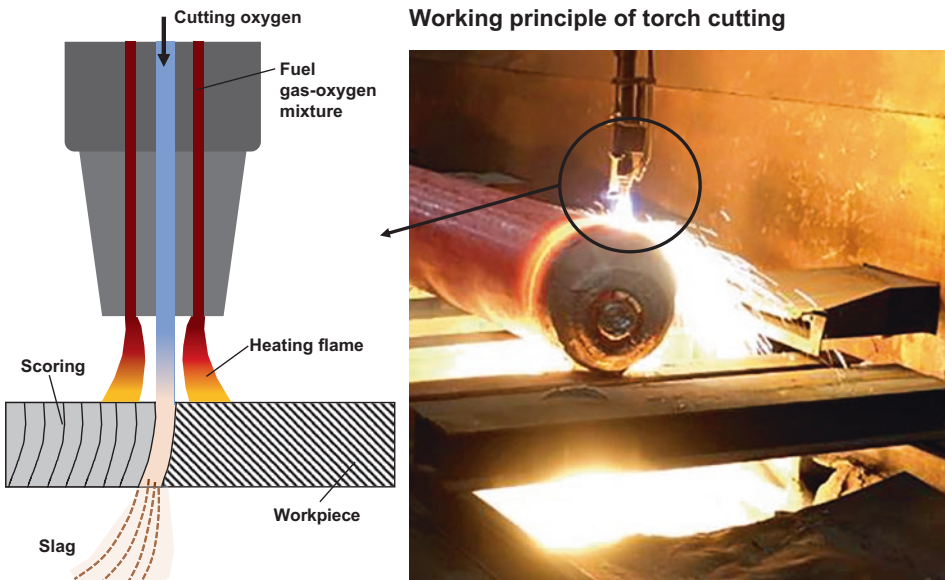 Working principle of torch cutting
Cutting oxygen
Fuel
gas-oxygen
mixture
Heating flame
Scoring
Workpiece
Slag